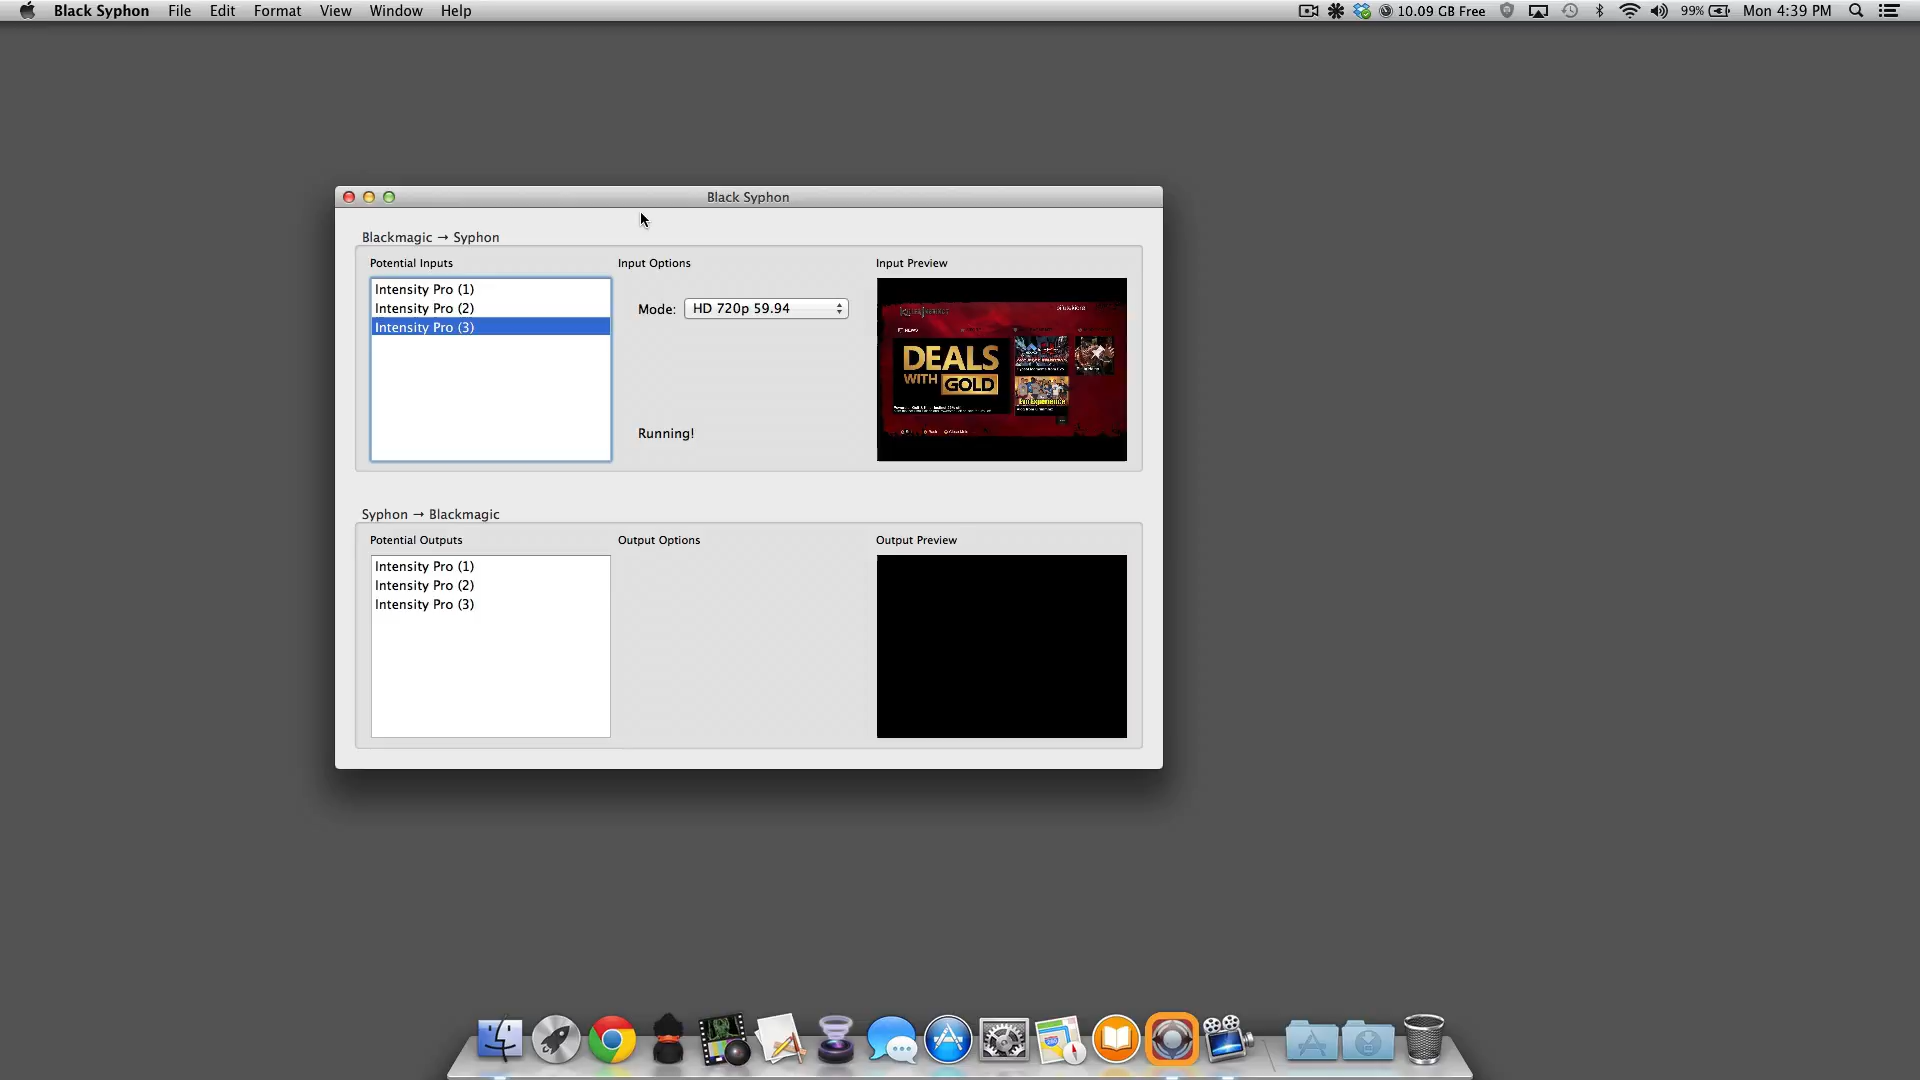 Black Syphon File Edit Format View Window Help 10.09 GB Free 99% Mon 4:39 PM
Black Syphon
Blackmagic → Syphon
Potential Inputs Input Options Input Preview
Intensity Pro (1)
Intensity Pro (2)
Intensity Pro (3)
Mode: HD 720p 59.94
NEWS
DEALS
WITH GOLD
Running!
Syphon → Blackmagic
Potential Outputs Output Options Output Preview
Intensity Pro (1)
Intensity Pro (2)
Intensity Pro (3)